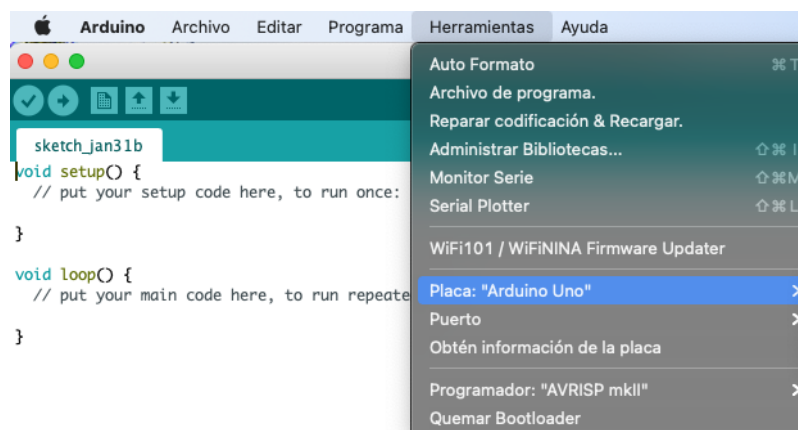 Arduino Archivo Editar Programa Herramientas Ayuda
sketch_jan31b
void setup() {
// put your setup code here, to run once:
}
void loop() {
// put your main code here, to run repeate
}
Auto Formato ⌘ T
Archivo de programa.
Reparar codificación & Recargar.
Administrar Bibliotecas... ⇧⌘ I
Monitor Serie ⇧⌘M
Serial Plotter ⇧⌘ L
WiFi101 / WiFiNINA Firmware Updater
Placa: "Arduino Uno"
Puerto
Obtén información de la placa
Programador: "AVRISP mkII"
Quemar Bootloader